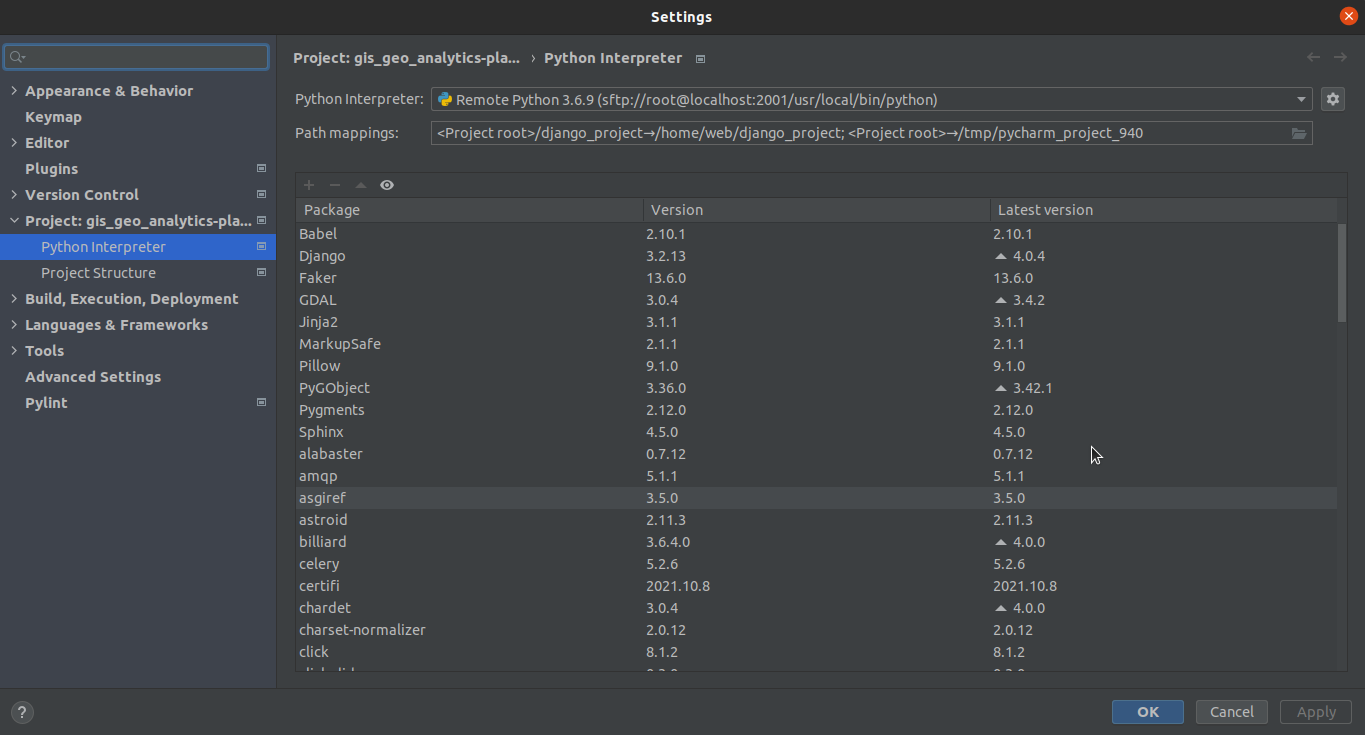 Settings
Project: gis_geo_analytics-pla... › Python Interpreter
Appearance & Behavior
Keymap
Editor
Plugins
Version Control
Project: gis_geo_analytics-pla...
Python Interpreter
Project Structure
Build, Execution, Deployment
Languages & Frameworks
Tools
Advanced Settings
Pylint
Python Interpreter: Remote Python 3.6.9 (sftp://root@localhost:2001/usr/local/bin/python)
Path mappings: <Project root>/django_project→/home/web/django_project; <Project root>→/tmp/pycharm_project_940
Package Version Latest version
Babel 2.10.1 2.10.1
Django 3.2.13 4.0.4
Faker 13.6.0 13.6.0
GDAL 3.0.4 3.4.2
Jinja2 3.1.1 3.1.1
MarkupSafe 2.1.1 2.1.1
Pillow 9.1.0 9.1.0
PyGObject 3.36.0 3.42.1
Pygments 2.12.0 2.12.0
Sphinx 4.5.0 4.5.0
alabaster 0.7.12 0.7.12
amqp 5.1.1 5.1.1
asgiref 3.5.0 3.5.0
astroid 2.11.3 2.11.3
billiard 3.6.4.0 4.0.0
celery 5.2.6 5.2.6
certifi 2021.10.8 2021.10.8
chardet 3.0.4 4.0.0
charset-normalizer 2.0.12 2.0.12
click 8.1.2 8.1.2
? OK Cancel Apply